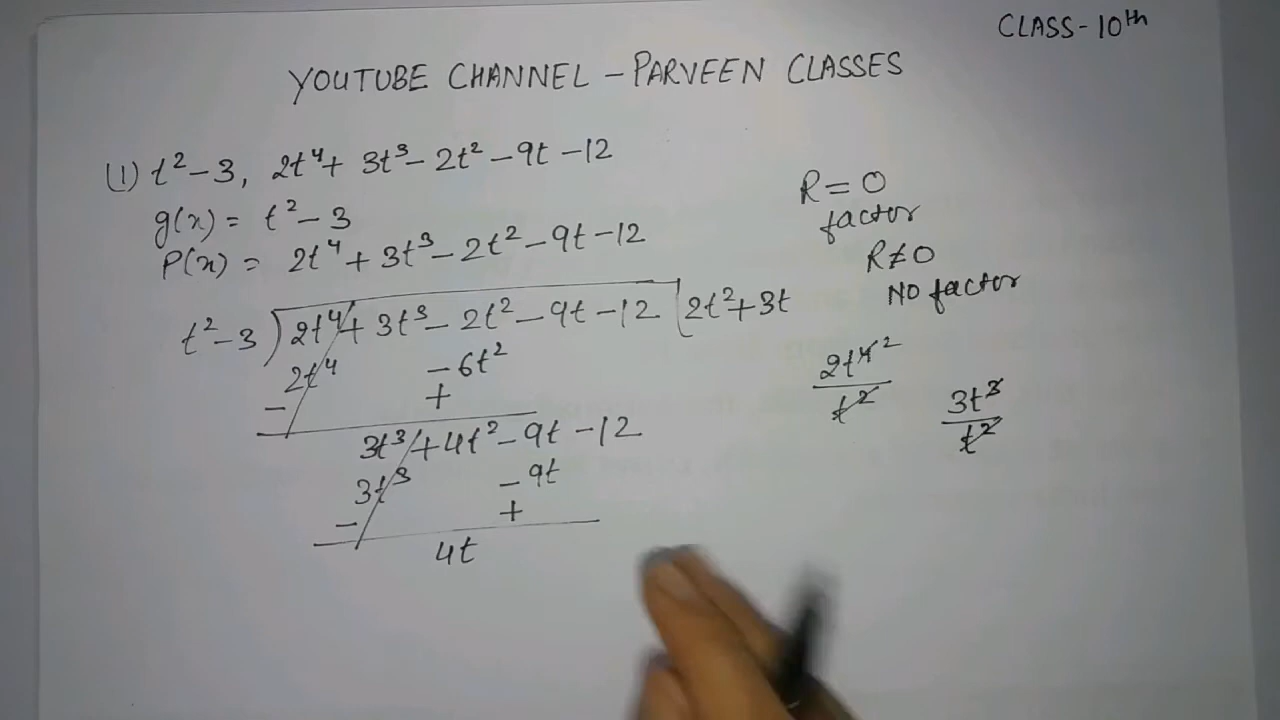 CLASS-10th
YOUTUBE CHANNEL - PARVEEN CLASSES
(1) t²-3, 2t⁴+ 3t³- 2t² -9t -12
g(x) = t²-3
P(x) = 2t⁴+3t³-2t²-9t-12
t²-3) 2t⁴+ 3t³- 2t²-9t-12 (2t²+3t
2t⁴ -6t²
- +
3t³+4t²-9t-12
3t³ -9t
- +
4t
R=0
factor
R≠0
NO factor
2t⁴ ²
t²
3t³
t²